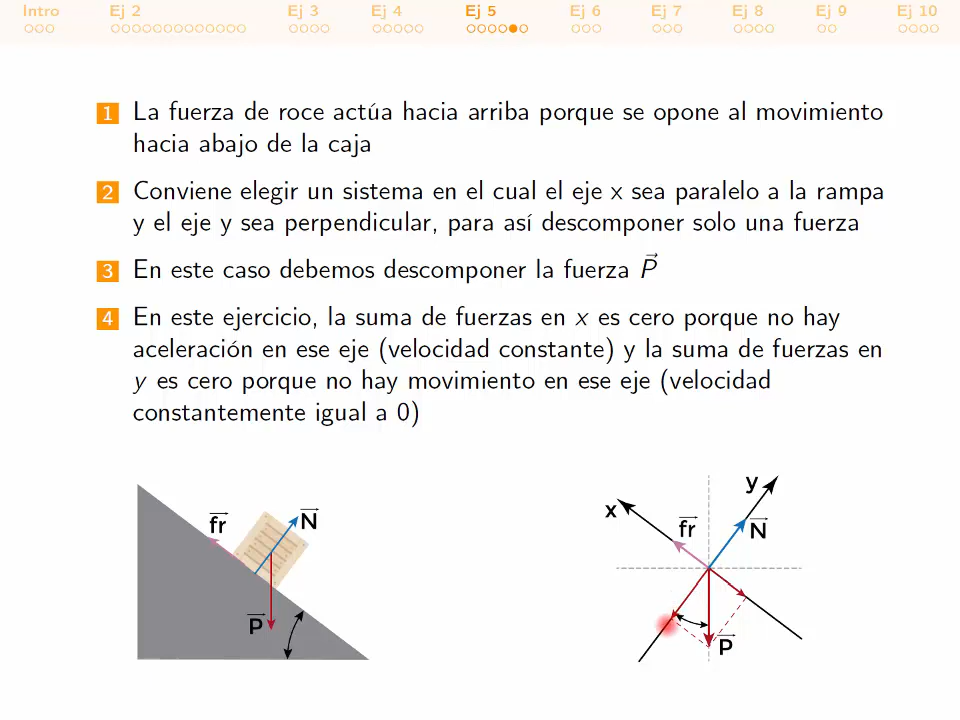 Intro Ej 2 Ej 3 Ej 4 Ej 5 Ej 6 Ej 7 Ej 8 Ej 9 Ej 10
1 La fuerza de roce actúa hacia arriba porque se opone al movimiento
hacia abajo de la caja
2 Conviene elegir un sistema en el cual el eje x sea paralelo a la rampa
y el eje y sea perpendicular, para así descomponer solo una fuerza
3 En este caso debemos descomponer la fuerza P⃗
4 En este ejercicio, la suma de fuerzas en x es cero porque no hay
aceleración en ese eje (velocidad constante) y la suma de fuerzas en
y es cero porque no hay movimiento en ese eje (velocidad
constantemente igual a 0)
fr N
P
x y
fr N
P